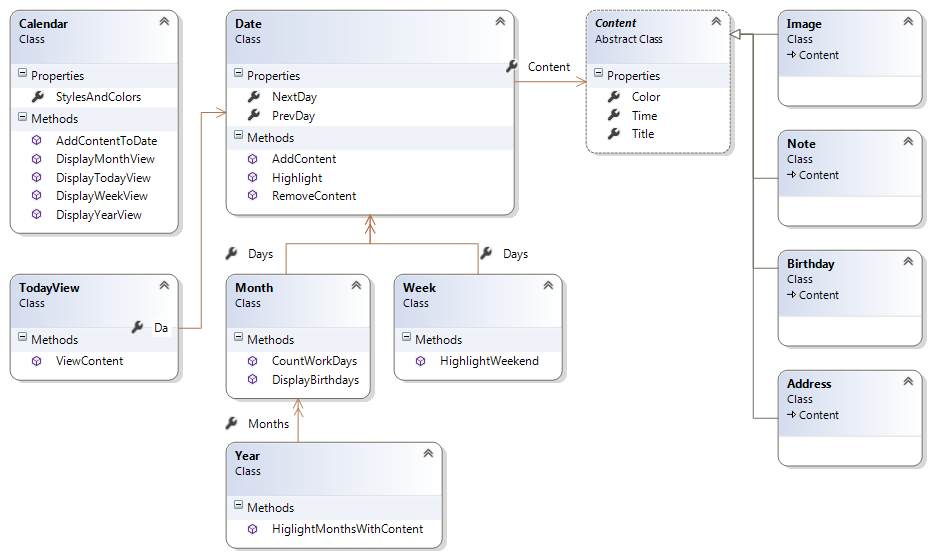 Calendar
Class
Properties
StylesAndColors
Methods
AddContentToDate
DisplayMonthView
DisplayTodayView
DisplayWeekView
DisplayYearView
Date
Class
Properties
NextDay
PrevDay
Methods
AddContent
Highlight
RemoveContent
Content
Content
Abstract Class
Properties
Color
Time
Title
Image
Class
Content
Note
Class
Content
Birthday
Class
Content
Address
Class
Content
TodayView
Class
Da
Methods
ViewContent
Days
Month
Class
Methods
CountWorkDays
DisplayBirthdays
Days
Week
Class
Methods
HighlightWeekend
Months
Year
Class
Methods
HiglightMonthsWithContent